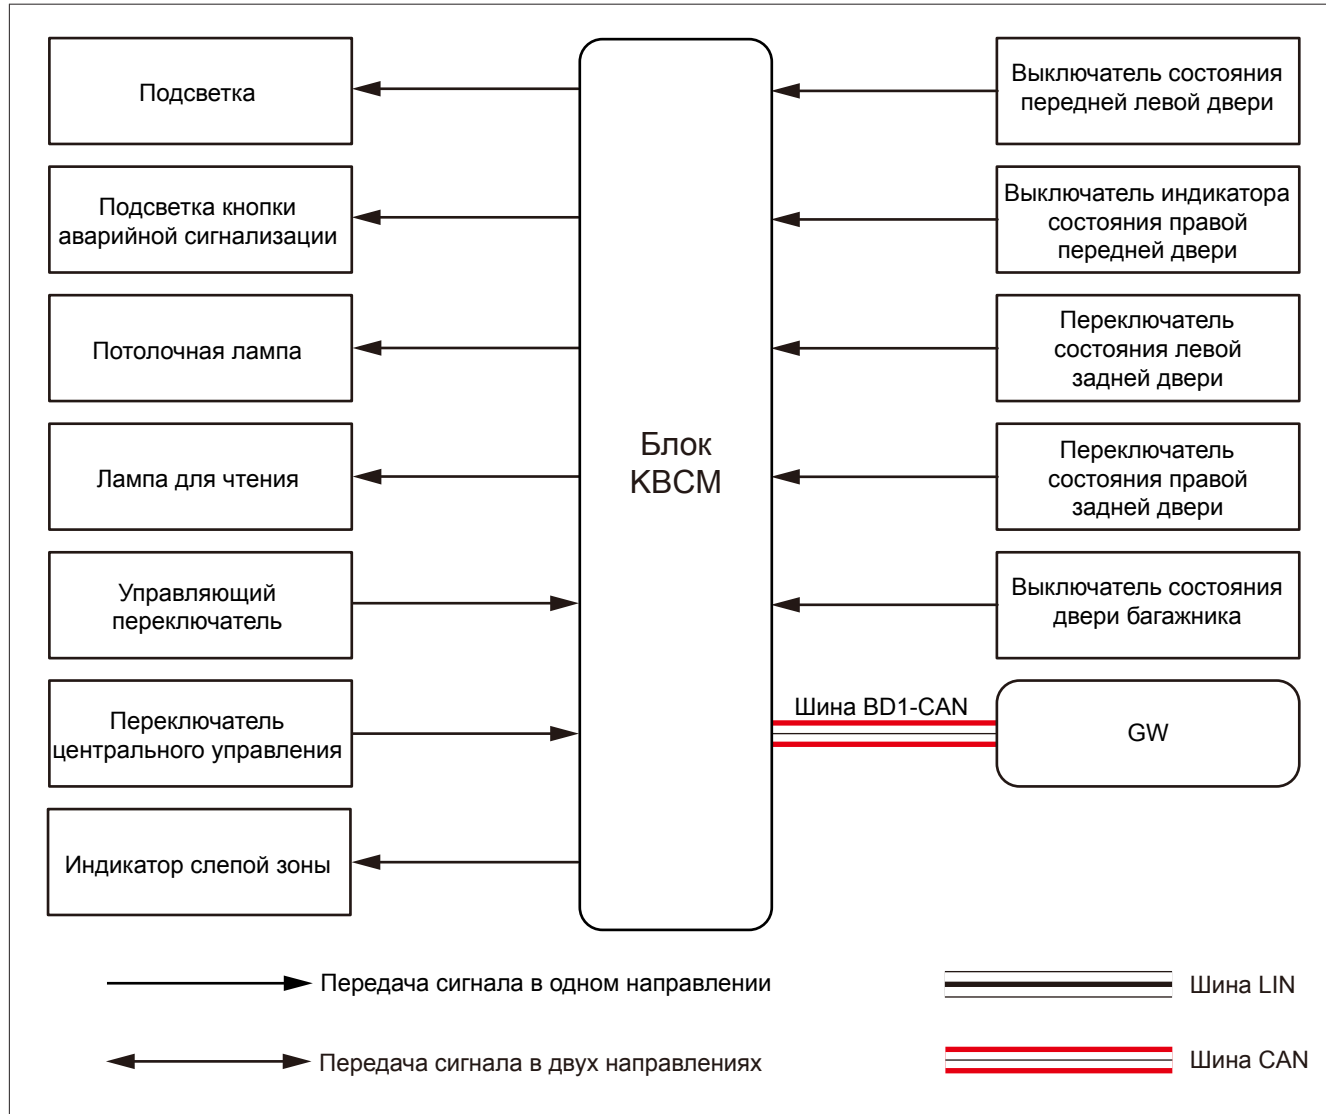 Подсветка
Подсветка кнопки
аварийной сигнализации
Потолочная лампа
Лампа для чтения
Управляющий
переключатель
Переключатель
центрального управления
Индикатор слепой зоны
Блок
KBCM
Выключатель состояния
передней левой двери
Выключатель индикатора
состояния правой
передней двери
Переключатель
состояния левой
задней двери
Переключатель
состояния правой
задней двери
Выключатель состояния
двери багажника
Шина BD1-CAN
GW
Передача сигнала в одном направлении
Шина LIN
Передача сигнала в двух направлениях
Шина CAN